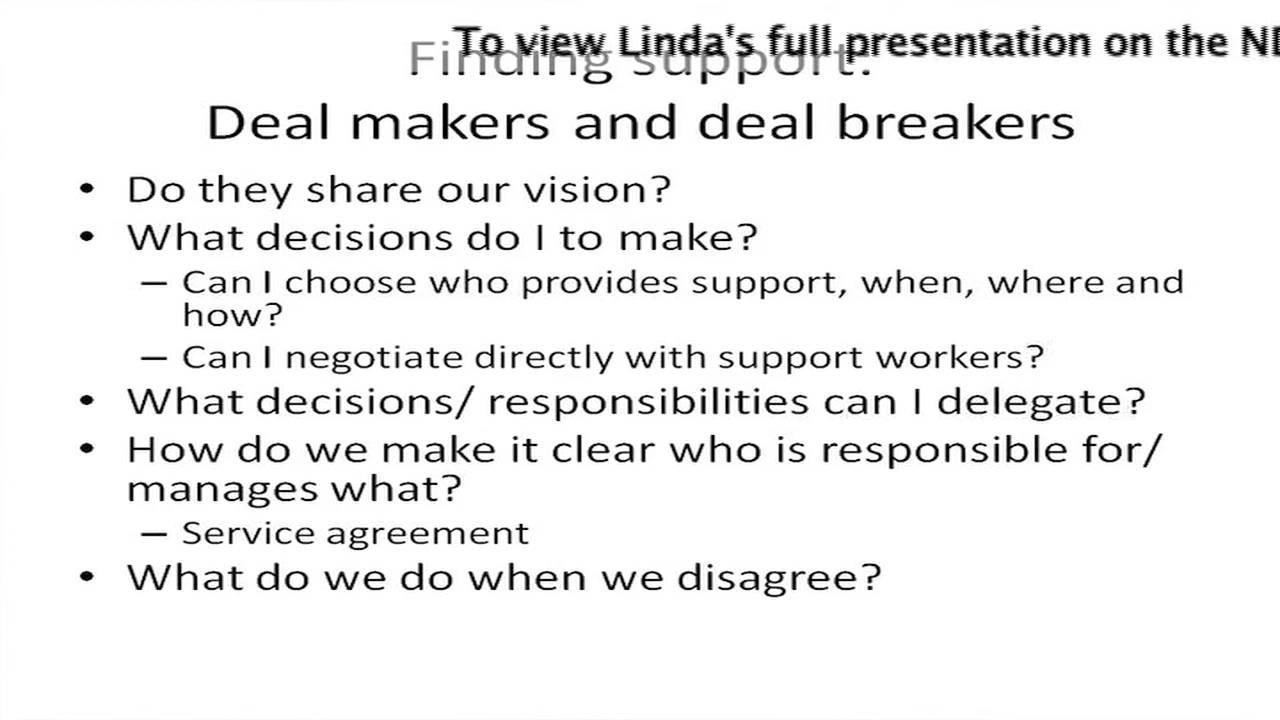 To view Linda's full presentation on the
Finding support:
Deal makers and deal breakers
• Do they share our vision?
• What decisions do I to make?
– Can I choose who provides support, when, where and
how?
– Can I negotiate directly with support workers?
• What decisions/ responsibilities can I delegate?
• How do we make it clear who is responsible for/
manages what?
– Service agreement
• What do we do when we disagree?